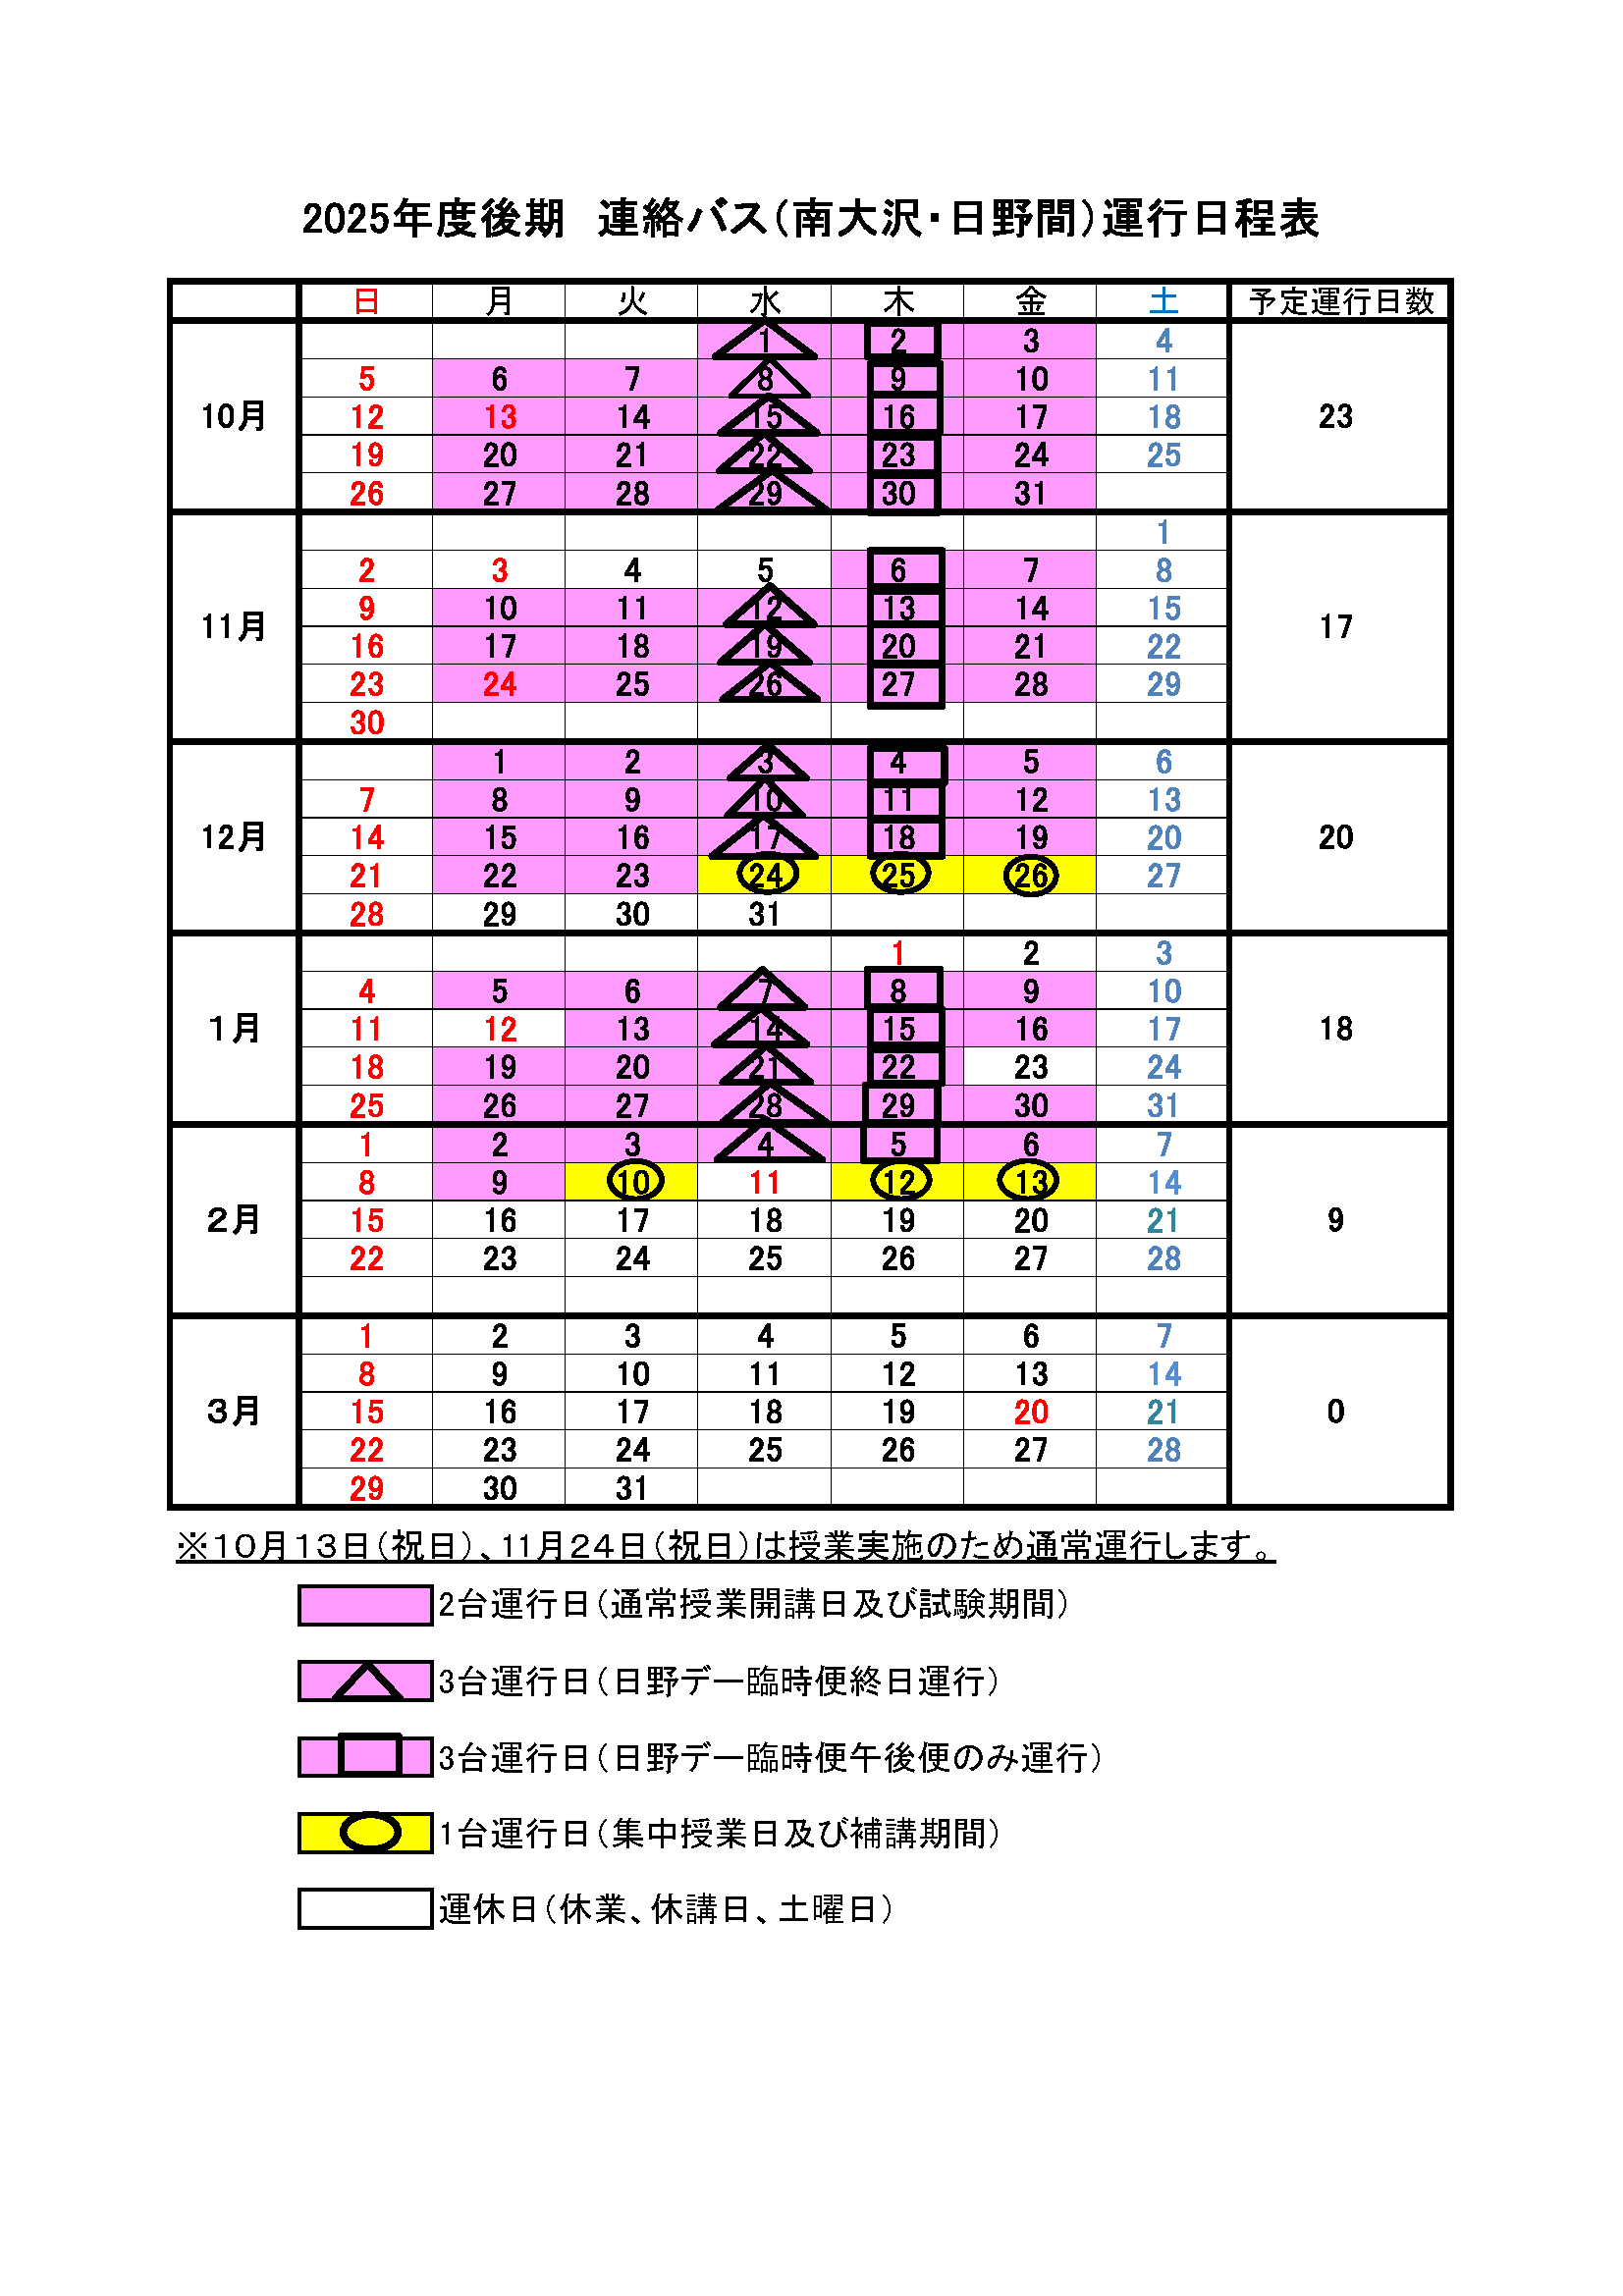 2025年度後期　連絡バス（南大沢・日野間）運行日程表
日 月 火 水 木 金 土 予定運行日数
1 2 3 4
5 6 7 8 9 10 11
10月 12 13 14 15 16 17 18 23
19 20 21 22 23 24 25
26 27 28 29 30 31
1
2 3 4 5 6 7 8
11月 9 10 11 12 13 14 15 17
16 17 18 19 20 21 22
23 24 25 26 27 28 29
30
1 2 3 4 5 6
7 8 9 10 11 12 13
12月 14 15 16 17 18 19 20 20
21 22 23 24 25 26 27
28 29 30 31
1 2 3
4 5 6 7 8 9 10
１月 11 12 13 14 15 16 17 18
18 19 20 21 22 23 24
25 26 27 28 29 30 31
1 2 3 4 5 6 7
8 9 10 11 12 13 14
２月 15 16 17 18 19 20 21 9
22 23 24 25 26 27 28
1 2 3 4 5 6 7
8 9 10 11 12 13 14
３月 15 16 17 18 19 20 21 0
22 23 24 25 26 27 28
29 30 31
※１０月１３日（祝日）、11月２４日（祝日）は授業実施のため通常運行します。
2台運行日（通常授業開講日及び試験期間）
3台運行日（日野デー臨時便終日運行）
3台運行日（日野デー臨時便午後便のみ運行）
1台運行日（集中授業日及び補講期間）
運休日（休業、休講日、土曜日）